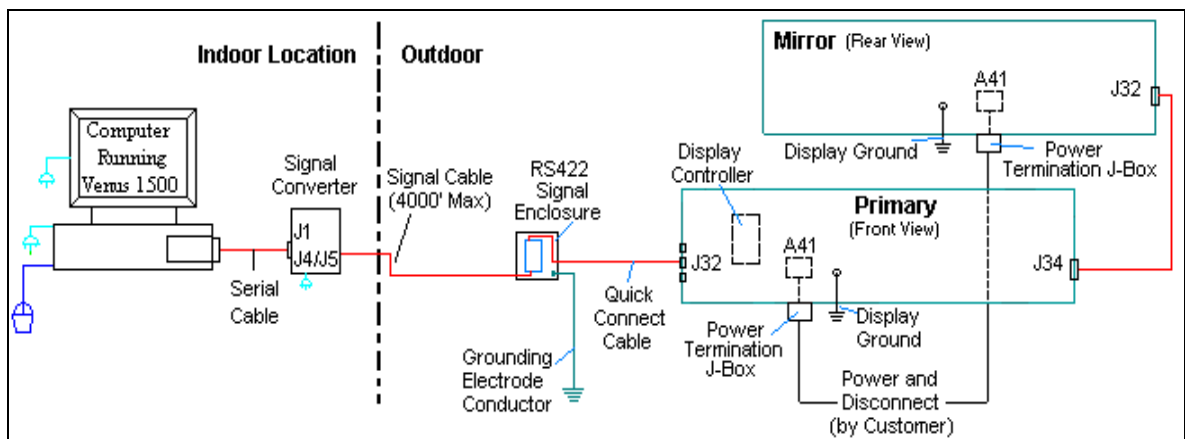 Indoor Location
Outdoor
Mirror (Rear View)
A41
J32
Computer
Running
Venus 1500
Signal
Converter
J1
J4/J5
Serial
Cable
Signal Cable
(4000' Max)
RS422
Signal
Enclosure
Display
Controller
Display Ground
Power
Termination J-Box
Primary
(Front View)
J32
A41
J34
Quick
Connect
Cable
Power
Termination
J-Box
Display
Ground
Grounding
Electrode
Conductor
Power and
Disconnect
(by Customer)